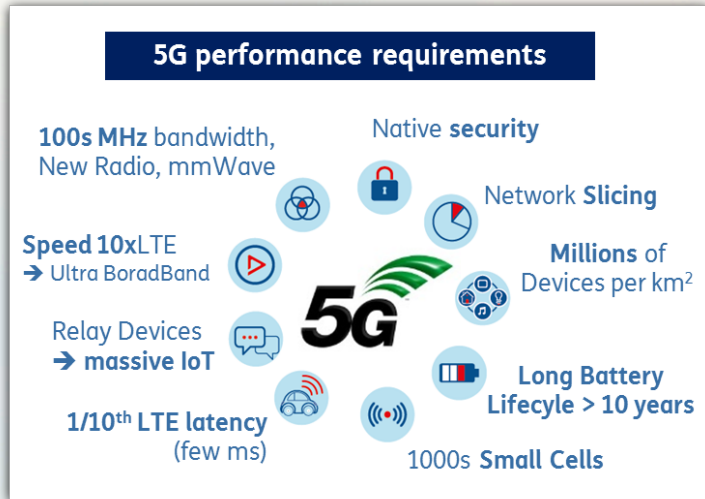 5G performance requirements
100s MHz bandwidth,
New Radio, mmWave
Native security
Network Slicing
Speed 10xLTE
➔ Ultra BoradBand
Millions of
Devices per km²
5G
Relay Devices
➔ massive IoT
Long Battery
Lifecyle > 10 years
1/10th LTE latency
(few ms)
1000s Small Cells